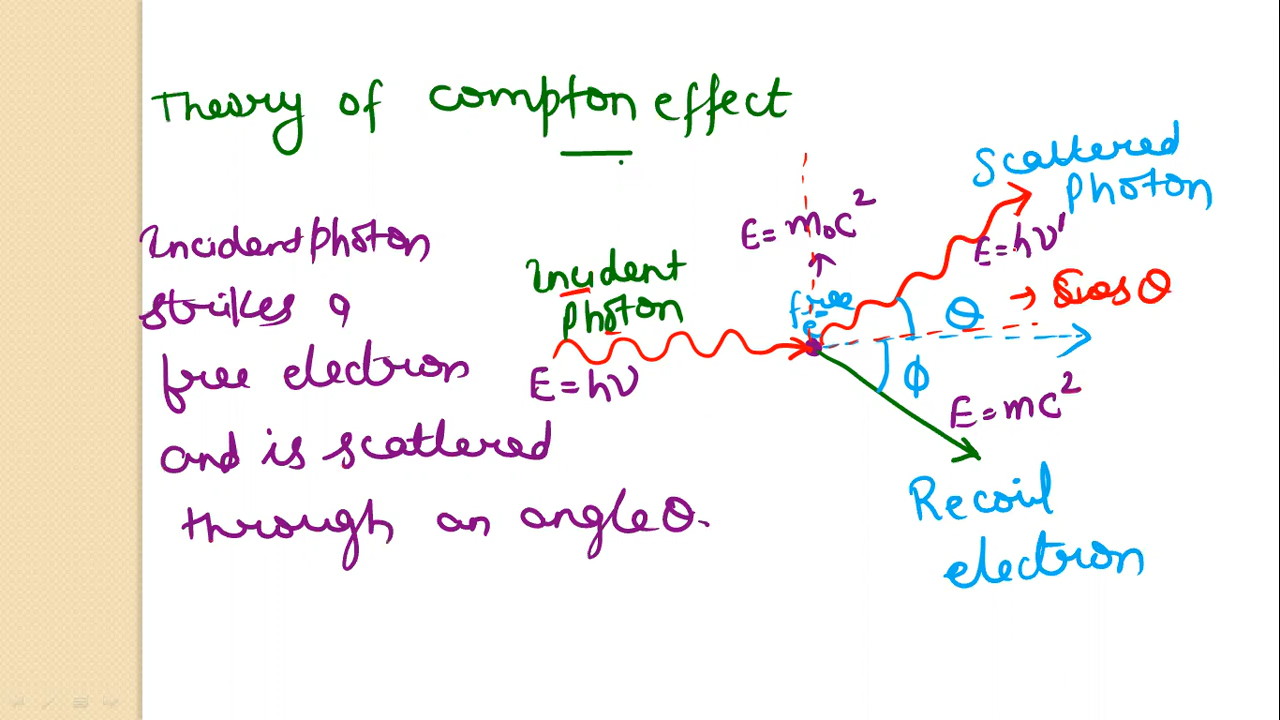 Theory of compton effect
Incident photon
strikes a
free electron
and is scattered
through an angle θ.
Incident
photon
E = hν
E = m₀c²
free
e⁻
Scattered
photon
E = hν'
θ
→ θ
ϕ
E = mc²
Recoil
electron